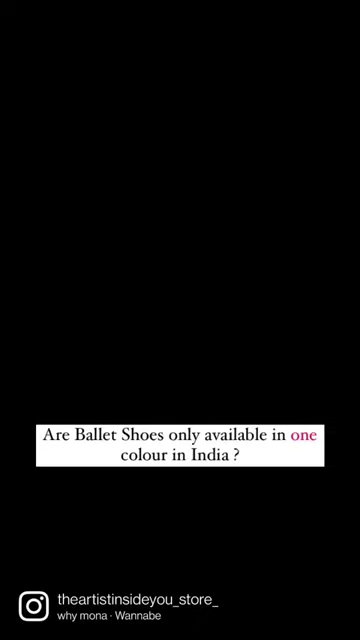 Are Ballet Shoes only available in one
colour in India ?
theartistinsideyou_store_
why mona · Wannabe